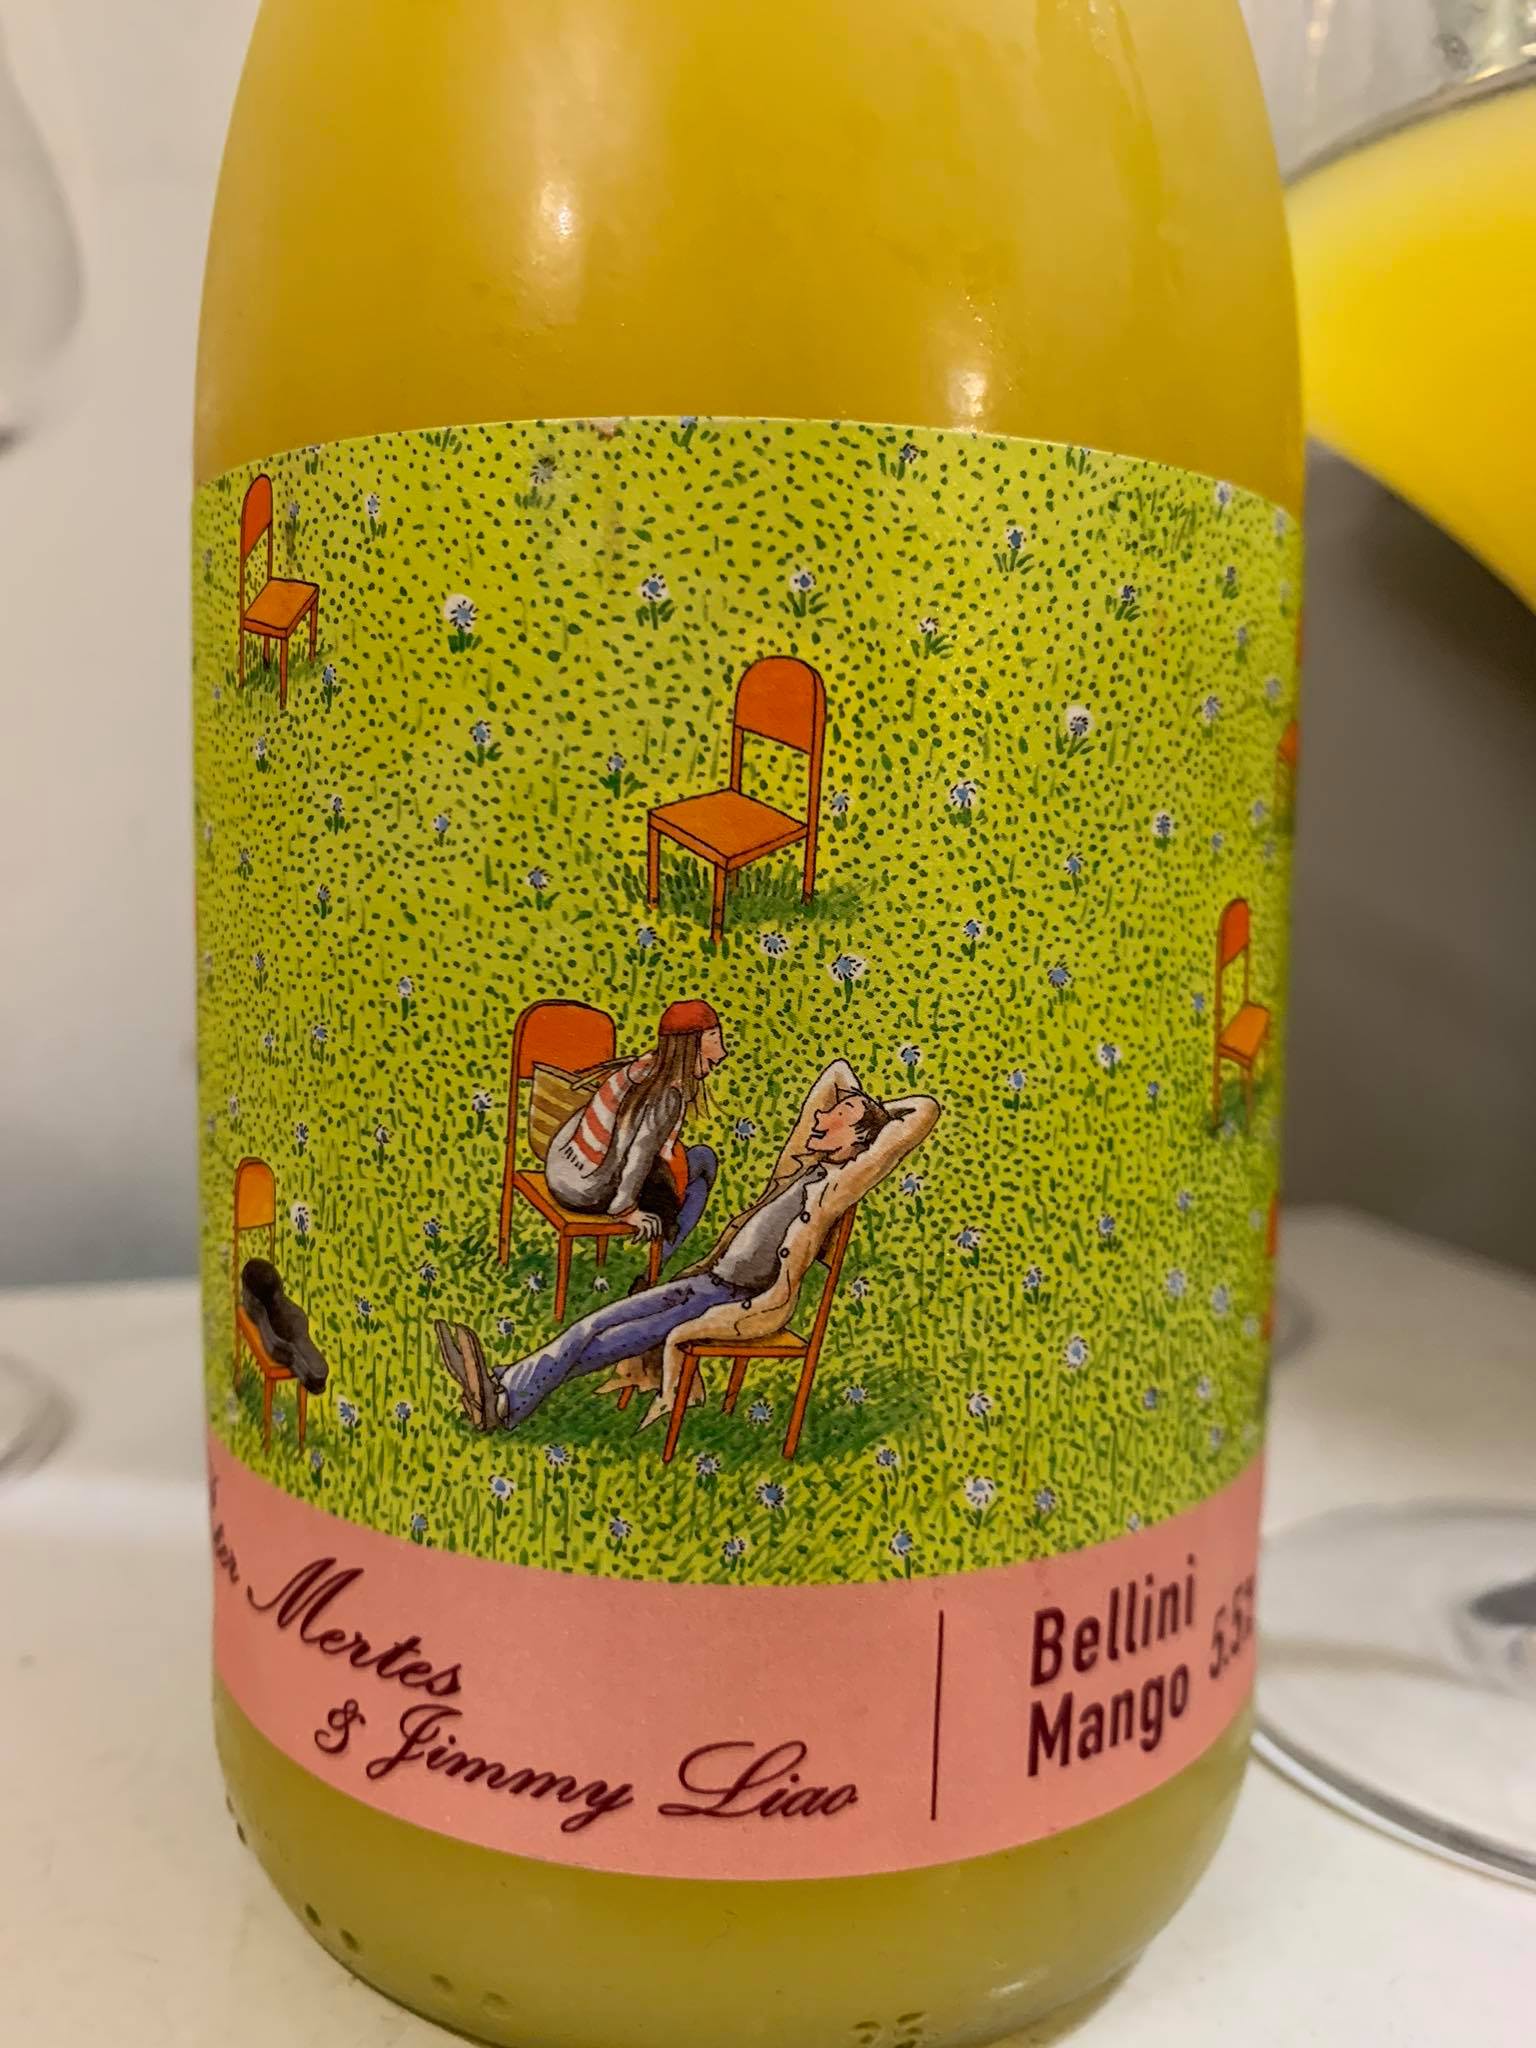 Mertes
& Jimmy Liao
Bellini
Mango